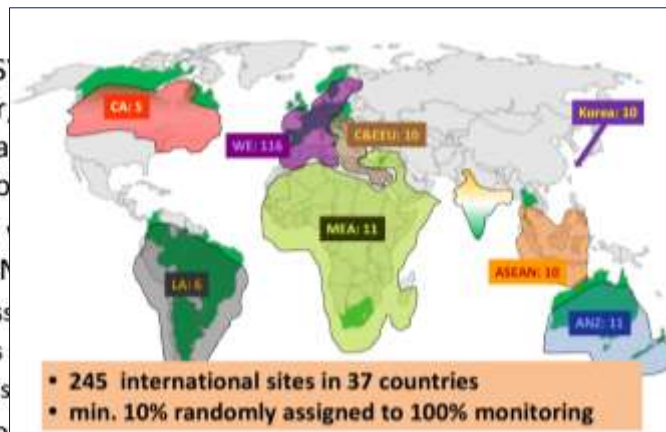 CA: 5
WE: 116
C&EEU: 10
Korea: 10
MEA: 11
LA: 6
ASEAN: 10
ANZ: 11
• 245 international sites in 37 countries
• min. 10% randomly assigned to 100% monitoring